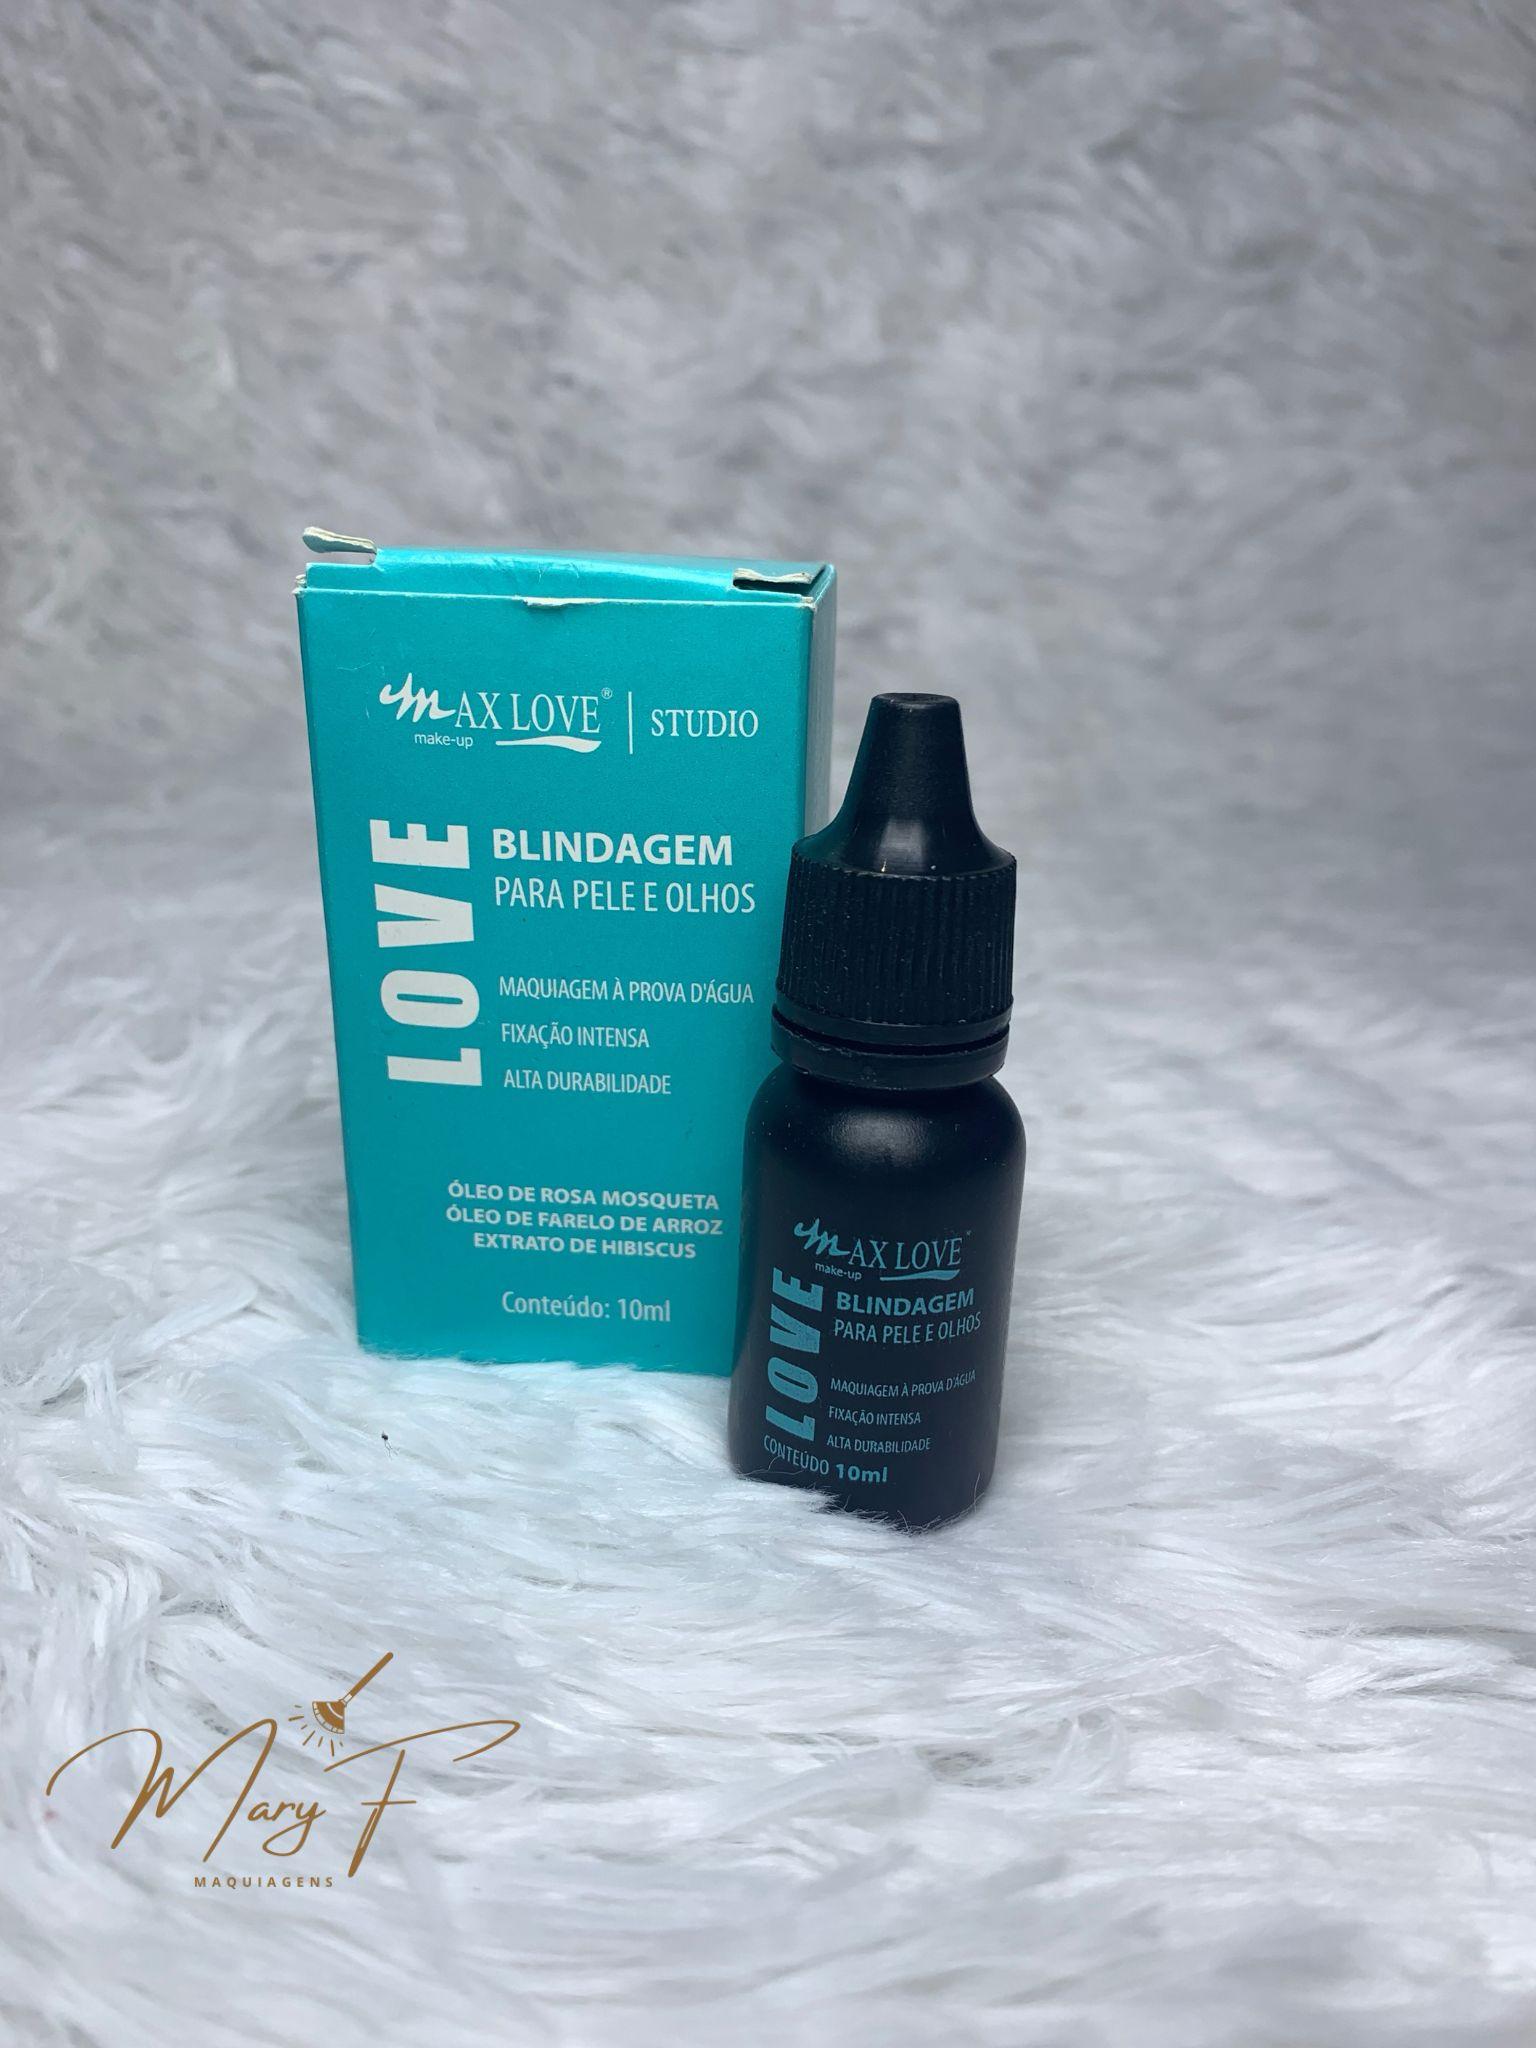 MAX LOVE® | STUDIO
make-up
LOVE
BLINDAGEM
PARA PELE E OLHOS
MAQUIAGEM À PROVA D'ÁGUA
FIXAÇÃO INTENSA
ALTA DURABILIDADE
ÓLEO DE ROSA MOSQUETA
ÓLEO DE FARELO DE ARROZ
EXTRATO DE HIBISCUS
Conteúdo: 10ml
MAX LOVE®
make-up
LOVE
BLINDAGEM
PARA PELE E OLHOS
MAQUIAGEM À PROVA D'ÁGUA
FIXAÇÃO INTENSA
ALTA DURABILIDADE
CONTEÚDO 10ml
Mary F
MAQUIAGENS